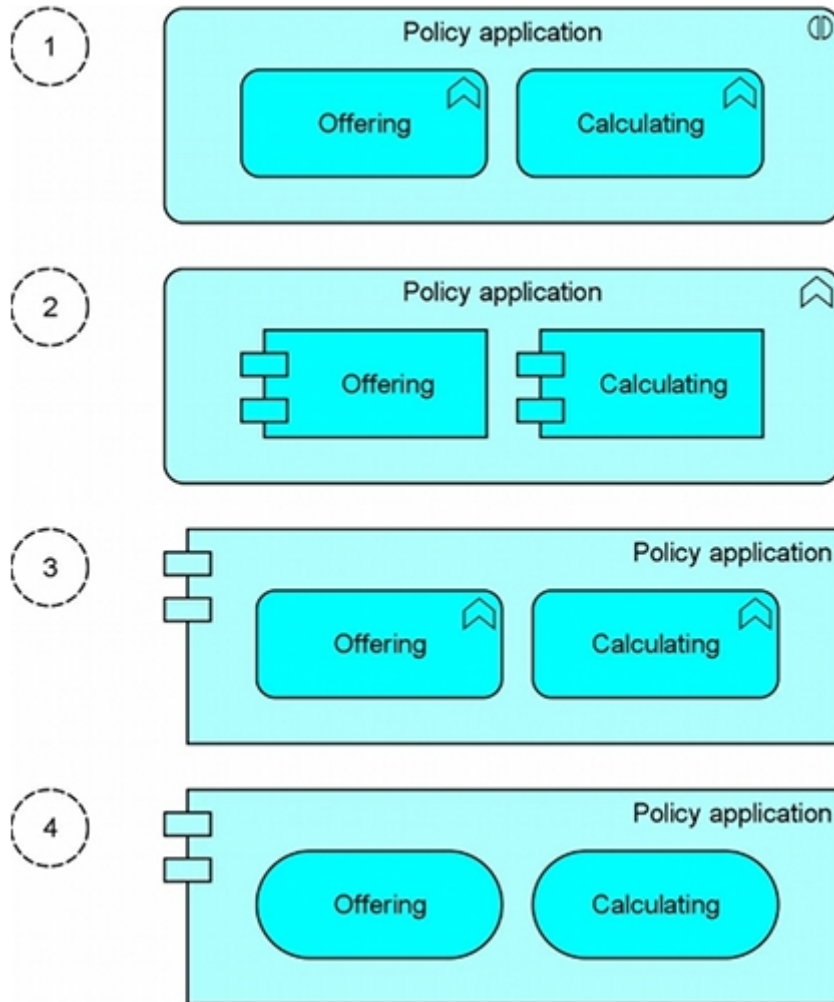 1
Policy application
Offering
Calculating
2
Policy application
Offering
Calculating
3
Policy application
Offering
Calculating
4
Policy application
Offering
Calculating